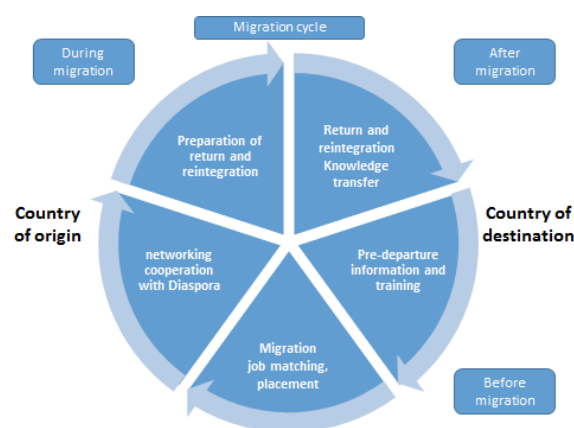 Migration cycle
During
migration
After
migration
Preparation of
return and
reintegration
Return and
reintegration
Knowledge
transfer
Country
of origin
Country of
destination
networking
cooperation
with Diaspora
Pre-departure
information and
training
Migration
job matching,
placement
Before
migration